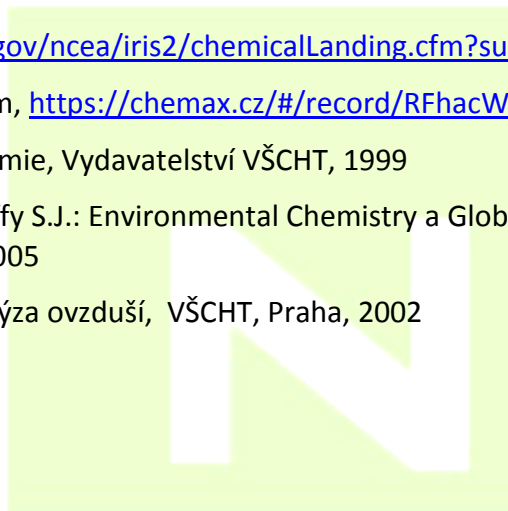 gov/ncea/iris2/chemicalLanding.cfm?su
m, https://chemax.cz/#/record/RFhacW
mie, Vydavatelství VŠCHT, 1999
fy S.J.: Environmental Chemistry a Glob
005
ýza ovzduší, VŠCHT, Praha, 2002
N